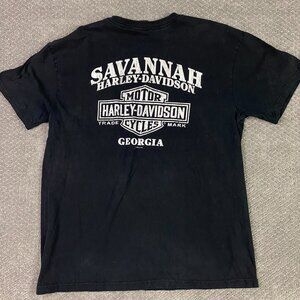 SAVANNAH
HARLEY-DAVIDSON
MOTOR
HARLEY-DAVIDSON
CYCLES
TRADE MARK
GEORGIA